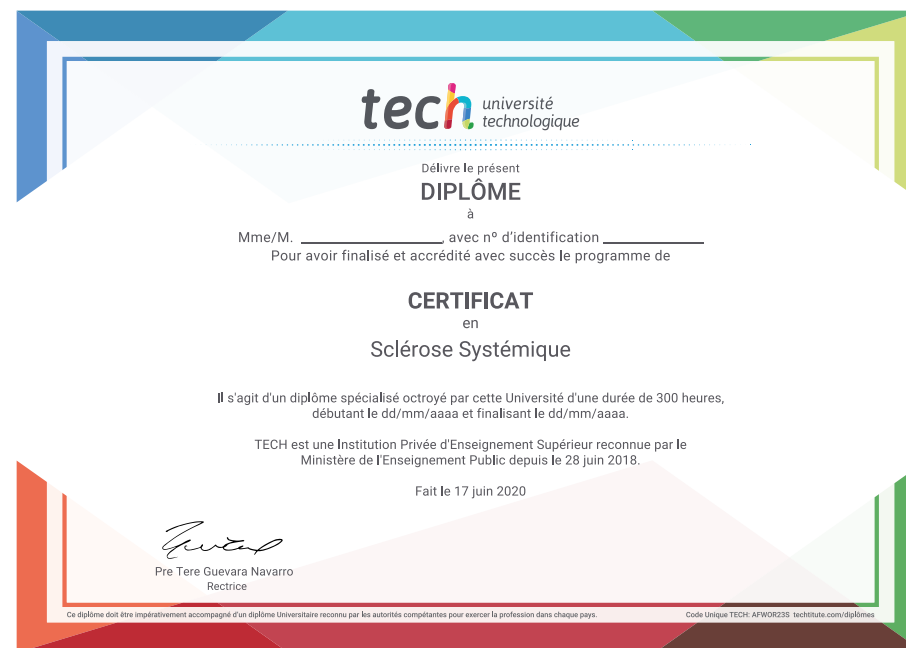 tech université
technologique
Délivre le présent
DIPLÔME
à
Mme/M. ____________________, avec nº d'identification ______________
Pour avoir finalisé et accrédité avec succès le programme de
CERTIFICAT
en
Sclérose Systémique
Il s'agit d'un diplôme spécialisé octroyé par cette Université d'une durée de 300 heures,
débutant le dd/mm/aaaa et finalisant le dd/mm/aaaa.
TECH est une Institution Privée d'Enseignement Supérieur reconnue par le
Ministère de l'Enseignement Public depuis le 28 juin 2018.
Fait le 17 juin 2020
Pre Tere Guevara Navarro
Rectrice
Ce diplôme doit être impérativement accompagné d'un diplôme Universitaire reconnu par les autorités compétentes pour exercer la profession dans chaque pays. Code Unique TECH: AFWOR23S techtitute.com/diplômes